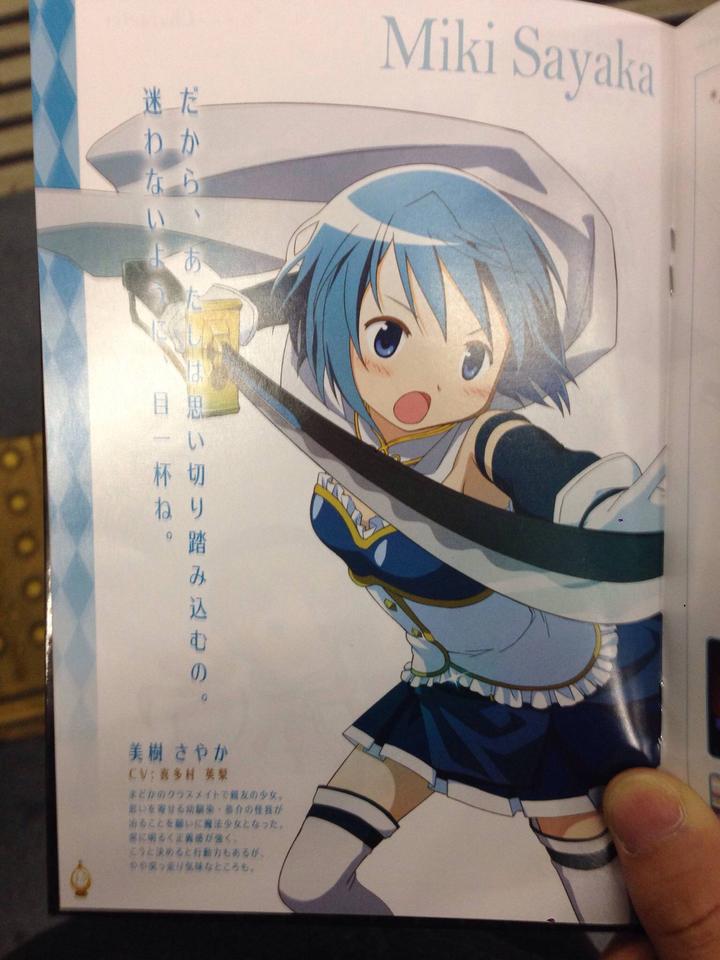 Miki Sayaka
だから、あたしは思い切り踏み込むの。
迷わないように、目一杯ね。
美樹 さやか
CV:喜多村 英梨
まどかのクラスメイトで親友の少女。
思いを寄せる幼馴染・恭介の怪我が
治ることを願いに魔法少女となった。
常に明るく正義感が強く、
こうと決めると行動力もあるが、
やや突っ走り気味なところも。